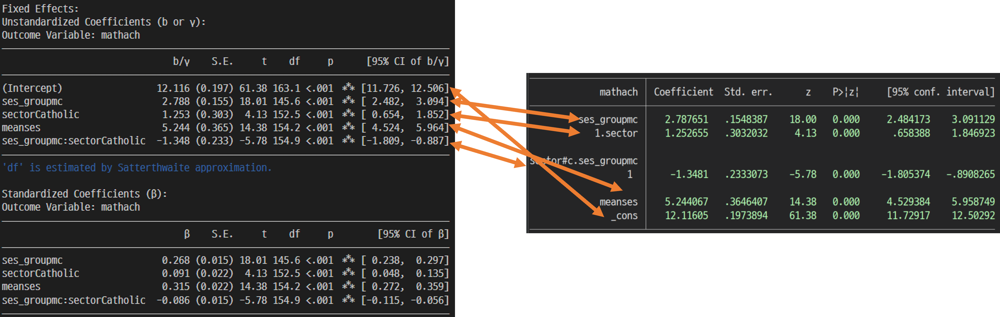 Fixed Effects:
Unstandardized Coefficients (b or γ):
Outcome Variable: mathach
b/γ S.E. t df p [95% CI of b/γ]
(Intercept) 12.116 (0.197) 61.38 163.1 <.001 *** [11.726, 12.506]
ses_groupmc 2.788 (0.155) 18.01 145.6 <.001 *** [ 2.482, 3.094]
sectorCatholic 1.253 (0.303) 4.13 152.5 <.001 *** [ 0.654, 1.852]
meanses 5.244 (0.365) 14.38 154.2 <.001 *** [ 4.524, 5.964]
ses_groupmc:sectorCatholic -1.348 (0.233) -5.78 154.9 <.001 *** [-1.809, -0.887]
'df' is estimated by Satterthwaite approximation.
Standardized Coefficients (β):
Outcome Variable: mathach
β S.E. t df p [95% CI of β]
ses_groupmc 0.268 (0.015) 18.01 145.6 <.001 *** [ 0.238, 0.297]
sectorCatholic 0.091 (0.022) 4.13 152.5 <.001 *** [ 0.048, 0.135]
meanses 0.315 (0.022) 14.38 154.2 <.001 *** [ 0.272, 0.359]
ses_groupmc:sectorCatholic -0.086 (0.015) -5.78 154.9 <.001 *** [-0.115, -0.056]
mathach Coefficient Std. err. z P>|z| [95% conf. interval]
ses_groupmc 2.787651 .1548387 18.00 0.000 2.484173 3.091129
1.sector 1.252655 .3032032 4.13 0.000 .658388 1.846923
sector#c.ses_groupmc
1 -1.3481 .2333073 -5.78 0.000 -1.805374 -.8908265
meanses 5.244067 .3646407 14.38 0.000 4.529384 5.958749
_cons 12.11605 .1973894 61.38 0.000 11.72917 12.50292